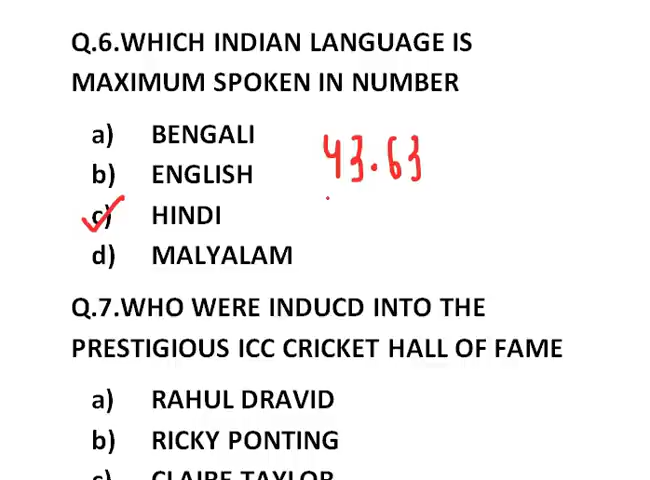 Q.6.WHICH INDIAN LANGUAGE IS
MAXIMUM SPOKEN IN NUMBER
a) BENGALI
43.63
b) ENGLISH
c) HINDI
d) MALYALAM
Q.7.WHO WERE INDUCD INTO THE
PRESTIGIOUS ICC CRICKET HALL OF FAME
a) RAHUL DRAVID
b) RICKY PONTING
c) CLAIRE TAYLOR